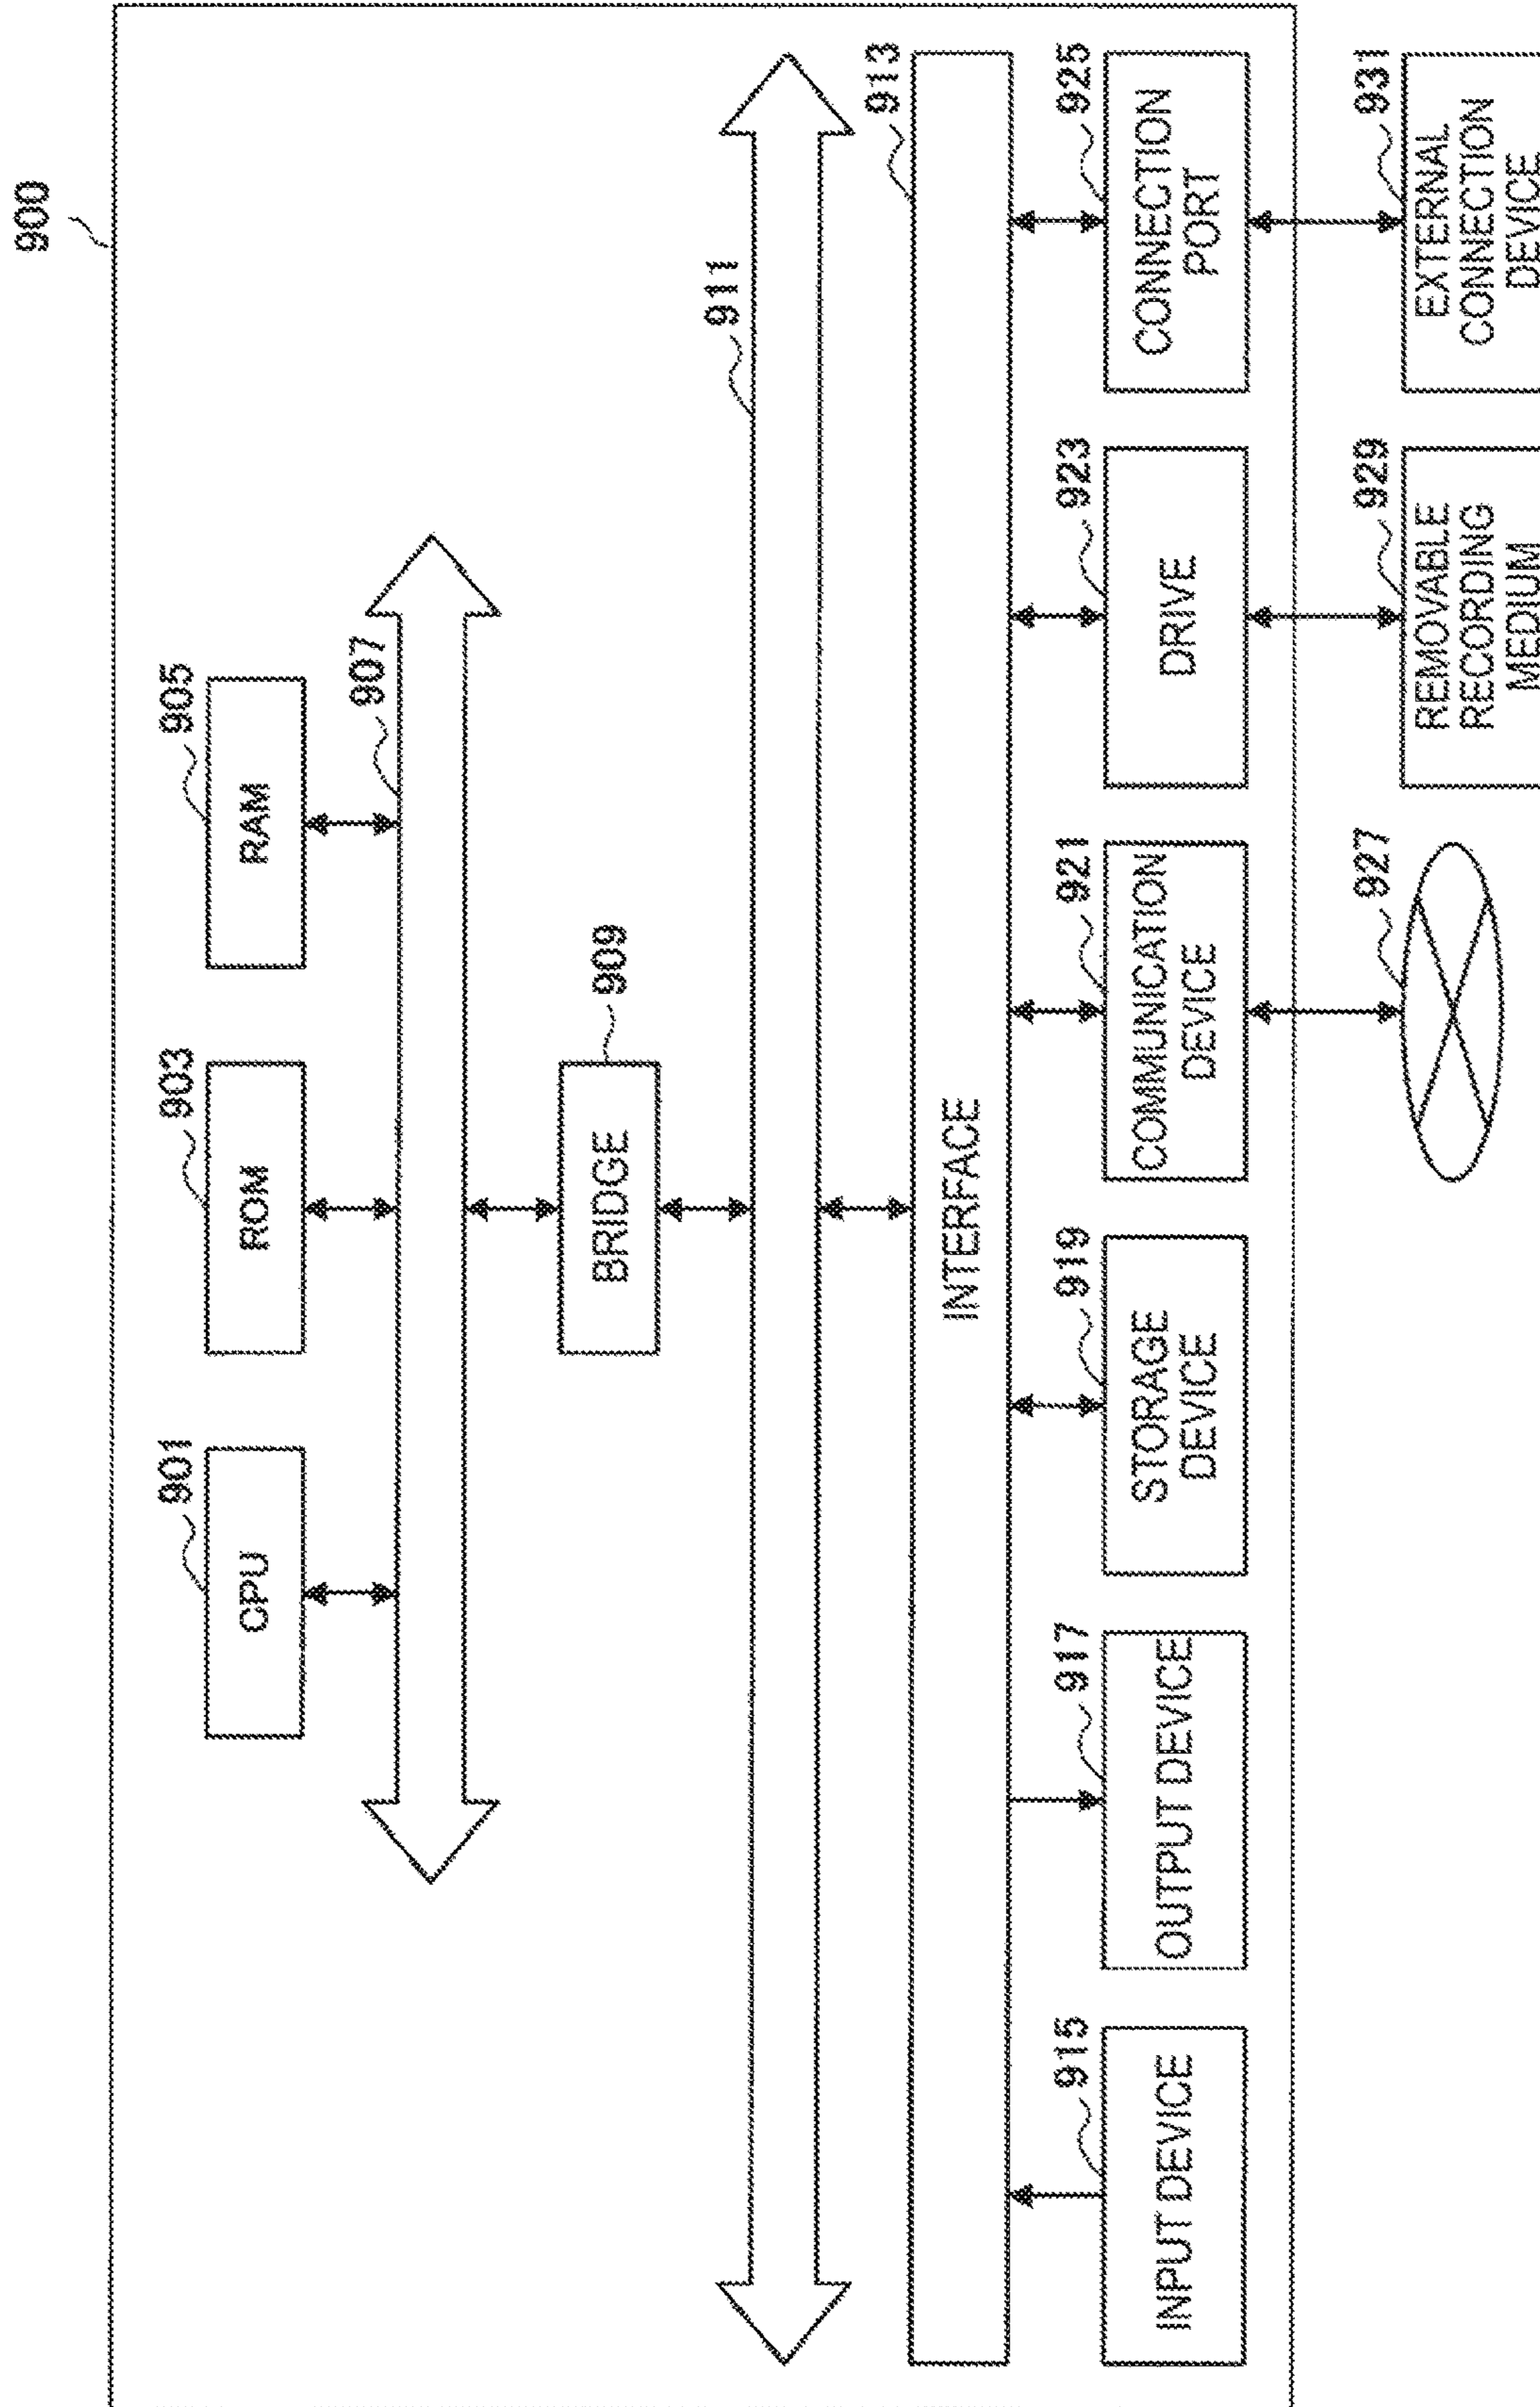 900
901
CPU
903
ROM
905
RAM
907
909
BRIDGE
911
913
INTERFACE
915
INPUT DEVICE
917
OUTPUT DEVICE
919
STORAGE
DEVICE
921
COMMUNICATION
DEVICE
923
DRIVE
925
CONNECTION
PORT
927
929
REMOVABLE
RECORDING
MEDIUM
931
EXTERNAL
CONNECTION
DEVICE